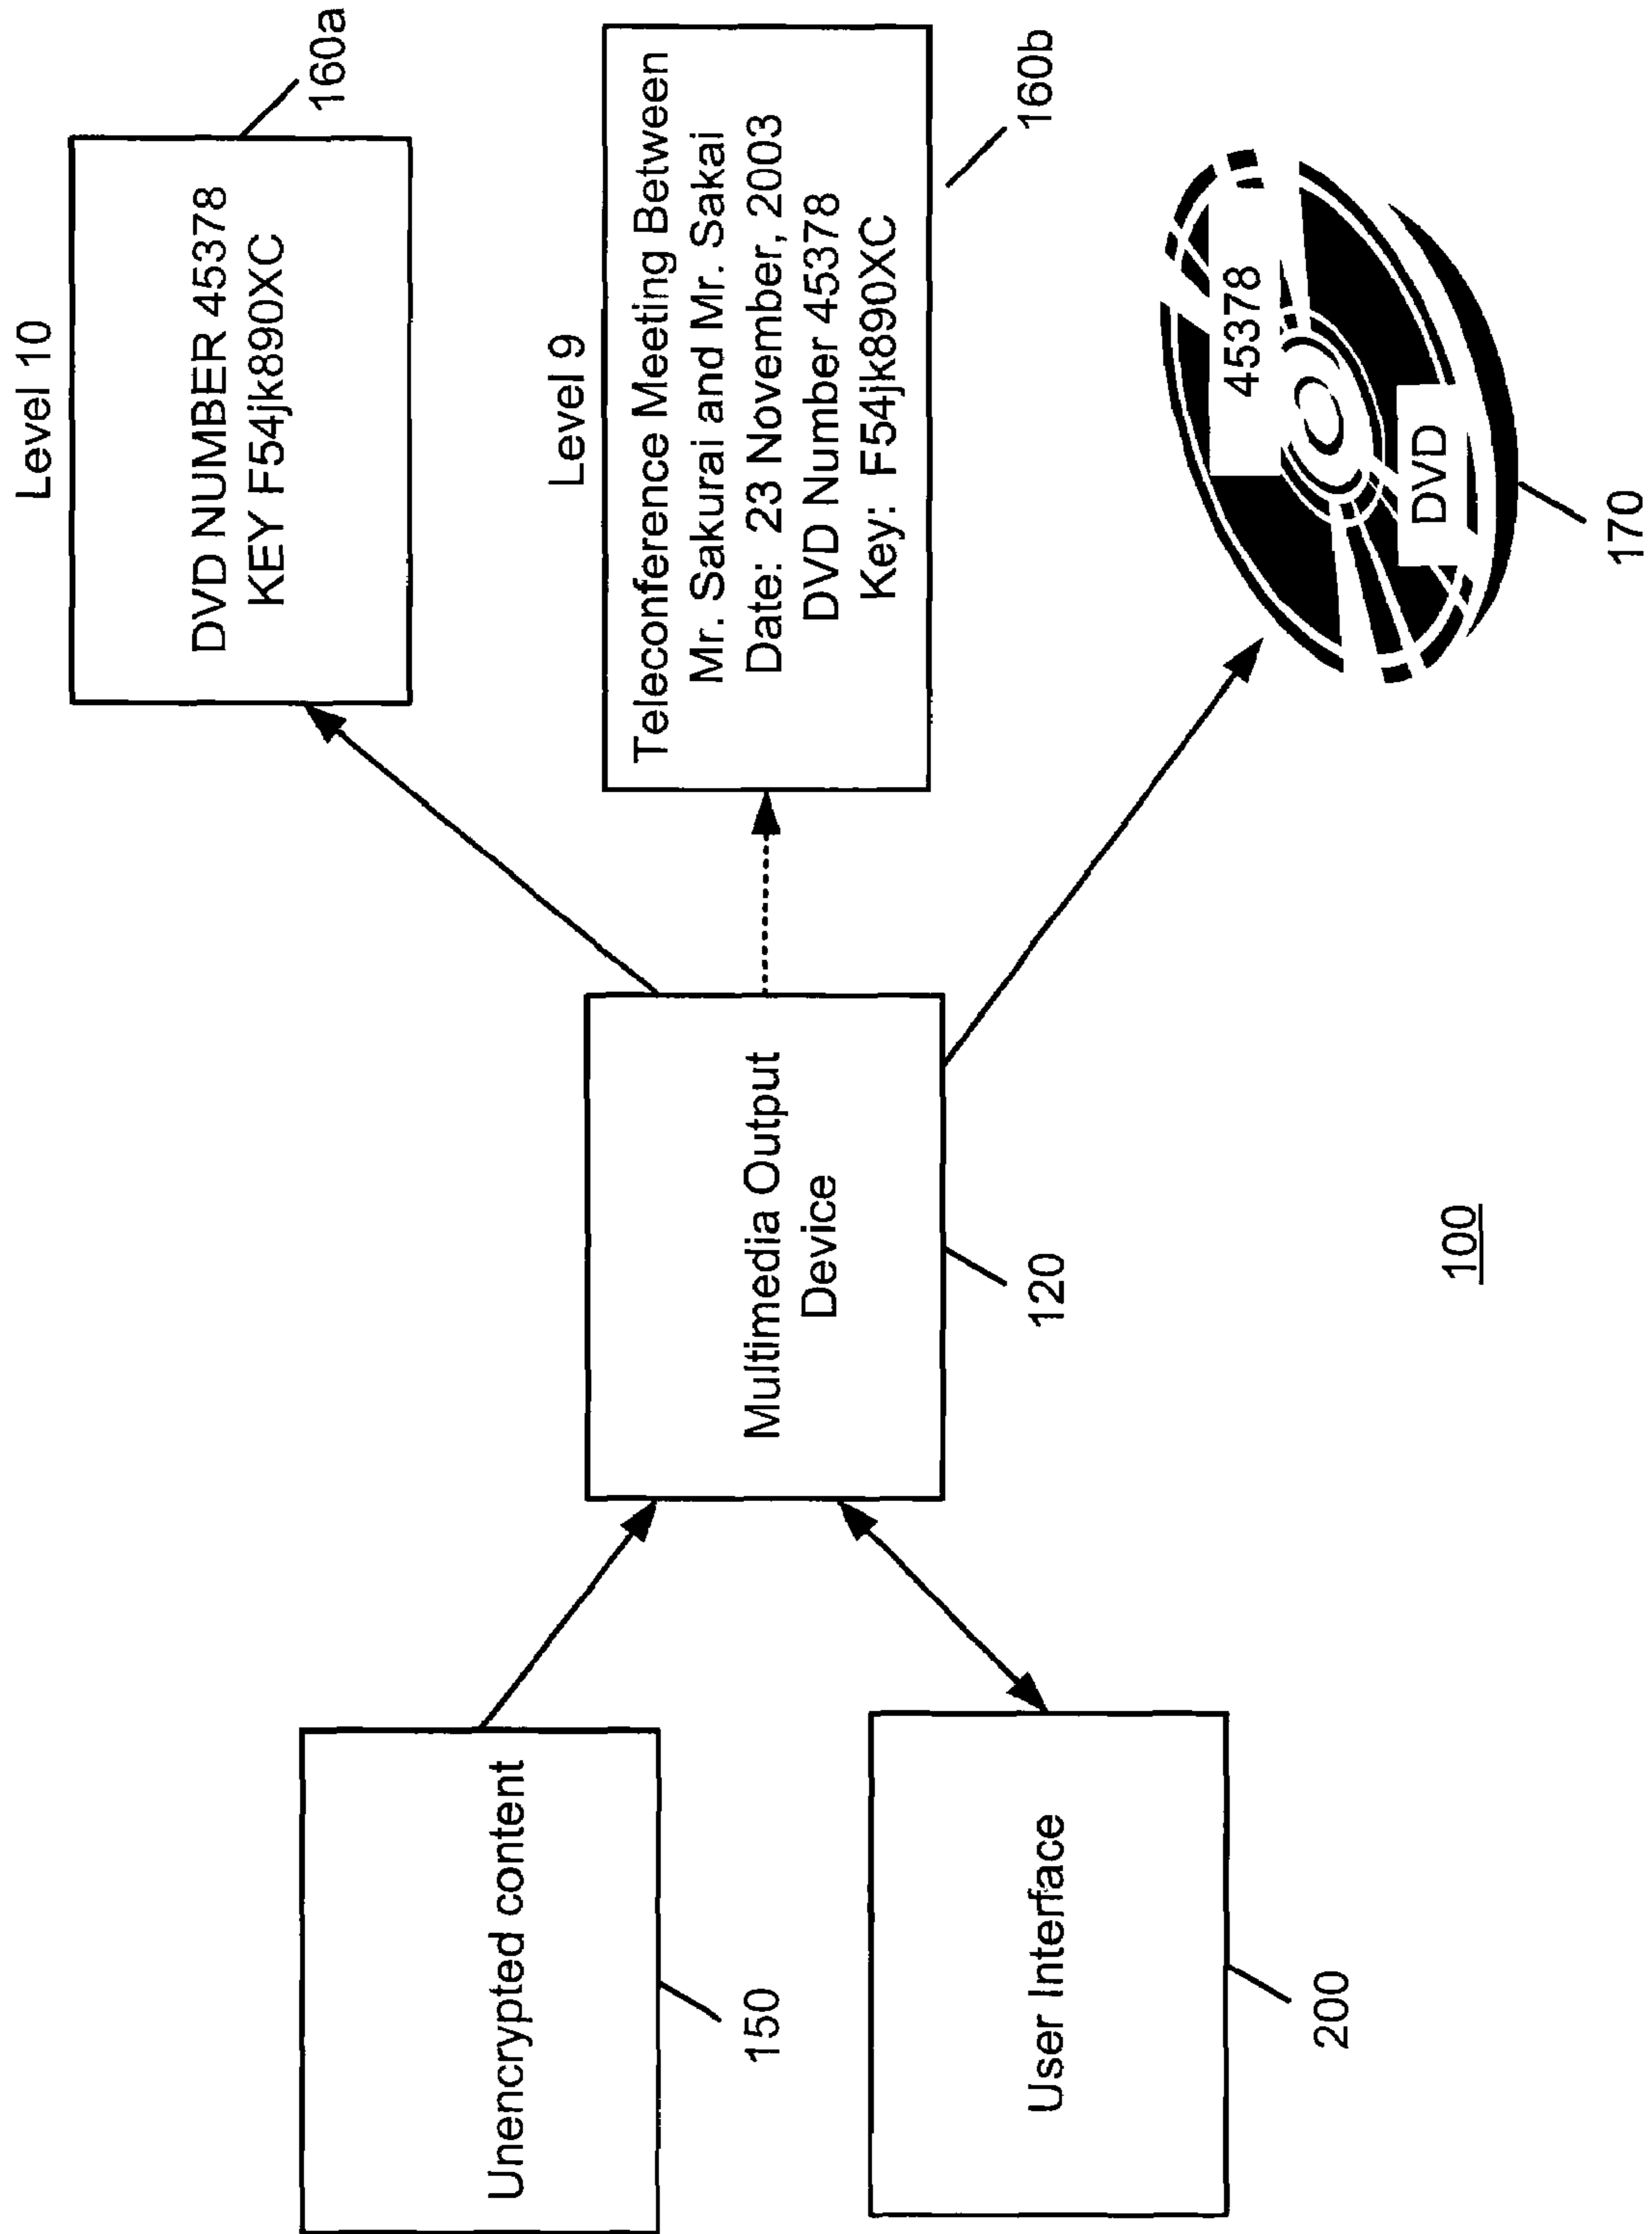 Level 10
DVD NUMBER 45378
KEY F54jk890XC
160a
Level 9
Teleconference Meeting Between
Mr. Sakurai and Mr. Sakai
Date: 23 November, 2003
DVD Number 45378
Key: F54jk890XC
160b
Unencrypted content
150
Multimedia Output
Device
120
User Interface
200
45378
DVD
170
100